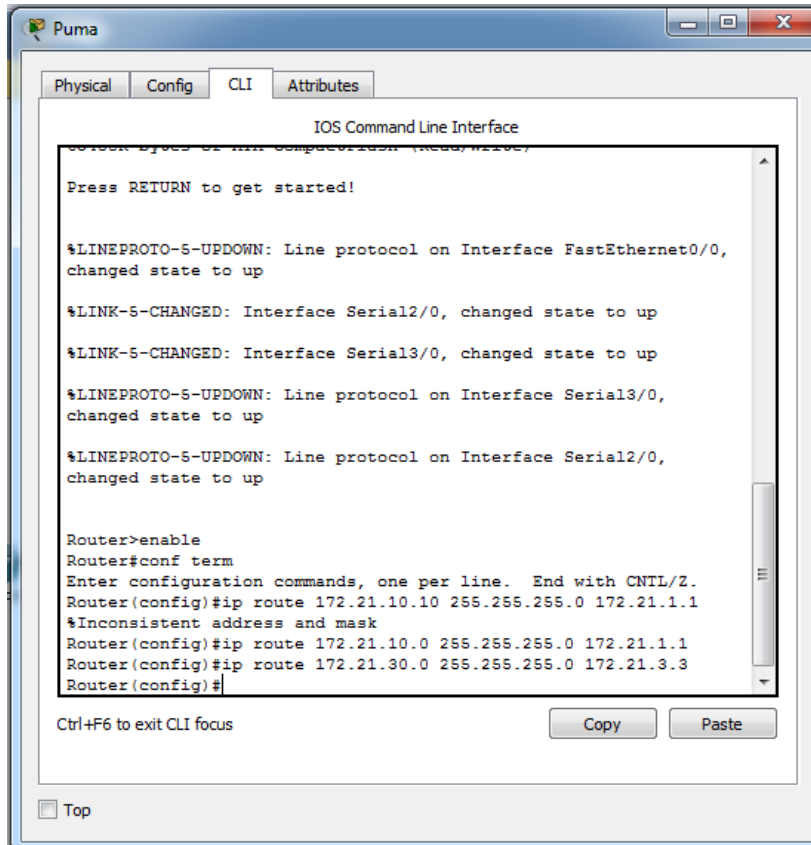 Puma
Physical Config CLI Attributes
IOS Command Line Interface
Press RETURN to get started!
%LINEPROTO-5-UPDOWN: Line protocol on Interface FastEthernet0/0,
changed state to up
%LINK-5-CHANGED: Interface Serial2/0, changed state to up
%LINK-5-CHANGED: Interface Serial3/0, changed state to up
%LINEPROTO-5-UPDOWN: Line protocol on Interface Serial3/0,
changed state to up
%LINEPROTO-5-UPDOWN: Line protocol on Interface Serial2/0,
changed state to up
Router>enable
Router#conf term
Enter configuration commands, one per line.  End with CNTL/Z.
Router(config)#ip route 172.21.10.10 255.255.255.0 172.21.1.1
%Inconsistent address and mask
Router(config)#ip route 172.21.10.0 255.255.255.0 172.21.1.1
Router(config)#ip route 172.21.30.0 255.255.255.0 172.21.3.3
Router(config)#
Ctrl+F6 to exit CLI focus
Copy Paste
Top